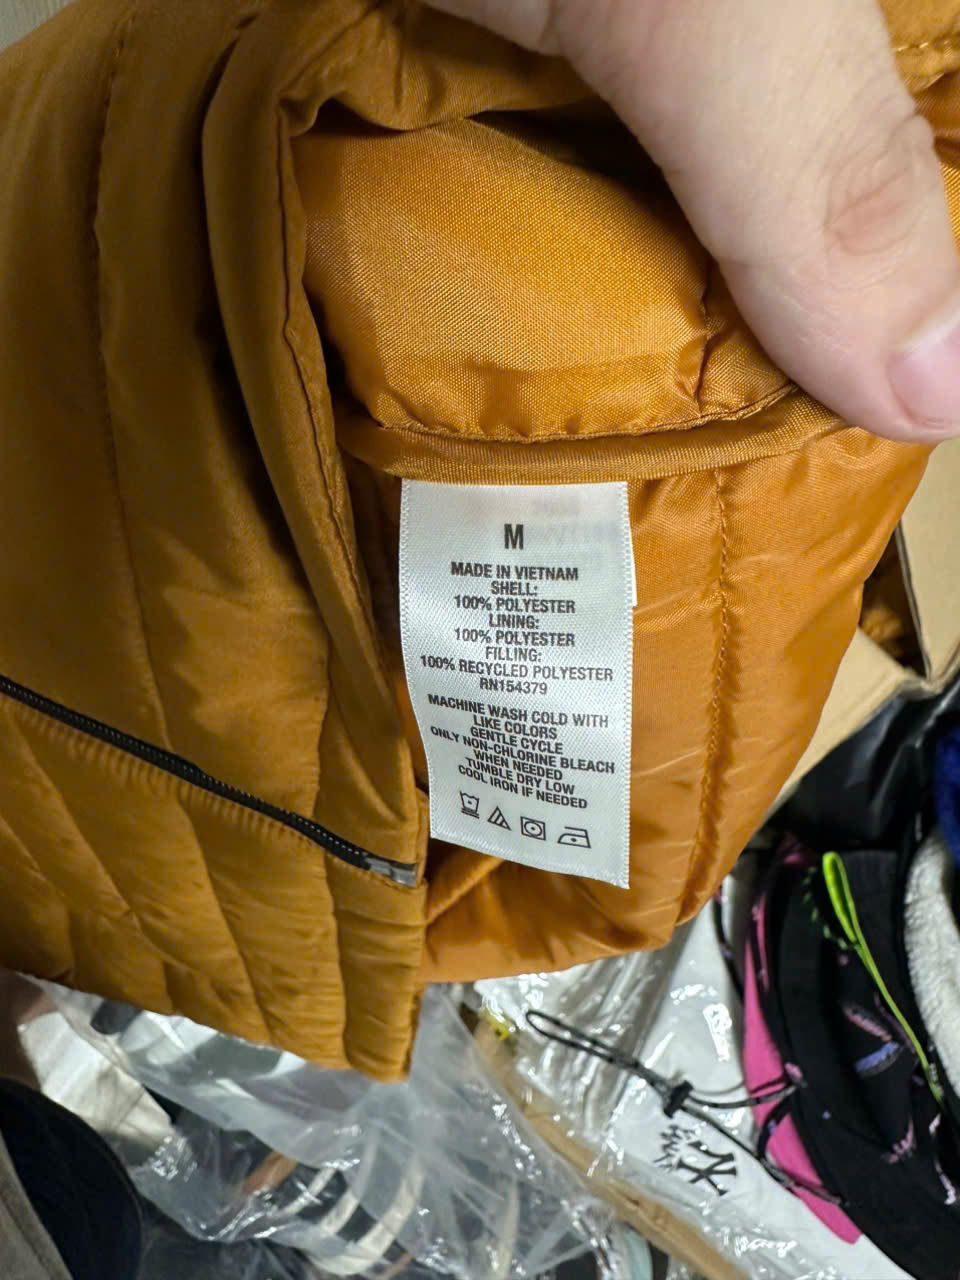 M
MADE IN VIETNAM
SHELL:
100% POLYESTER
LINING:
100% POLYESTER
FILLING:
100% RECYCLED POLYESTER
RN154379
MACHINE WASH COLD WITH
LIKE COLORS
GENTLE CYCLE
ONLY NON-CHLORINE BLEACH
WHEN NEEDED
TUMBLE DRY LOW
COOL IRON IF NEEDED